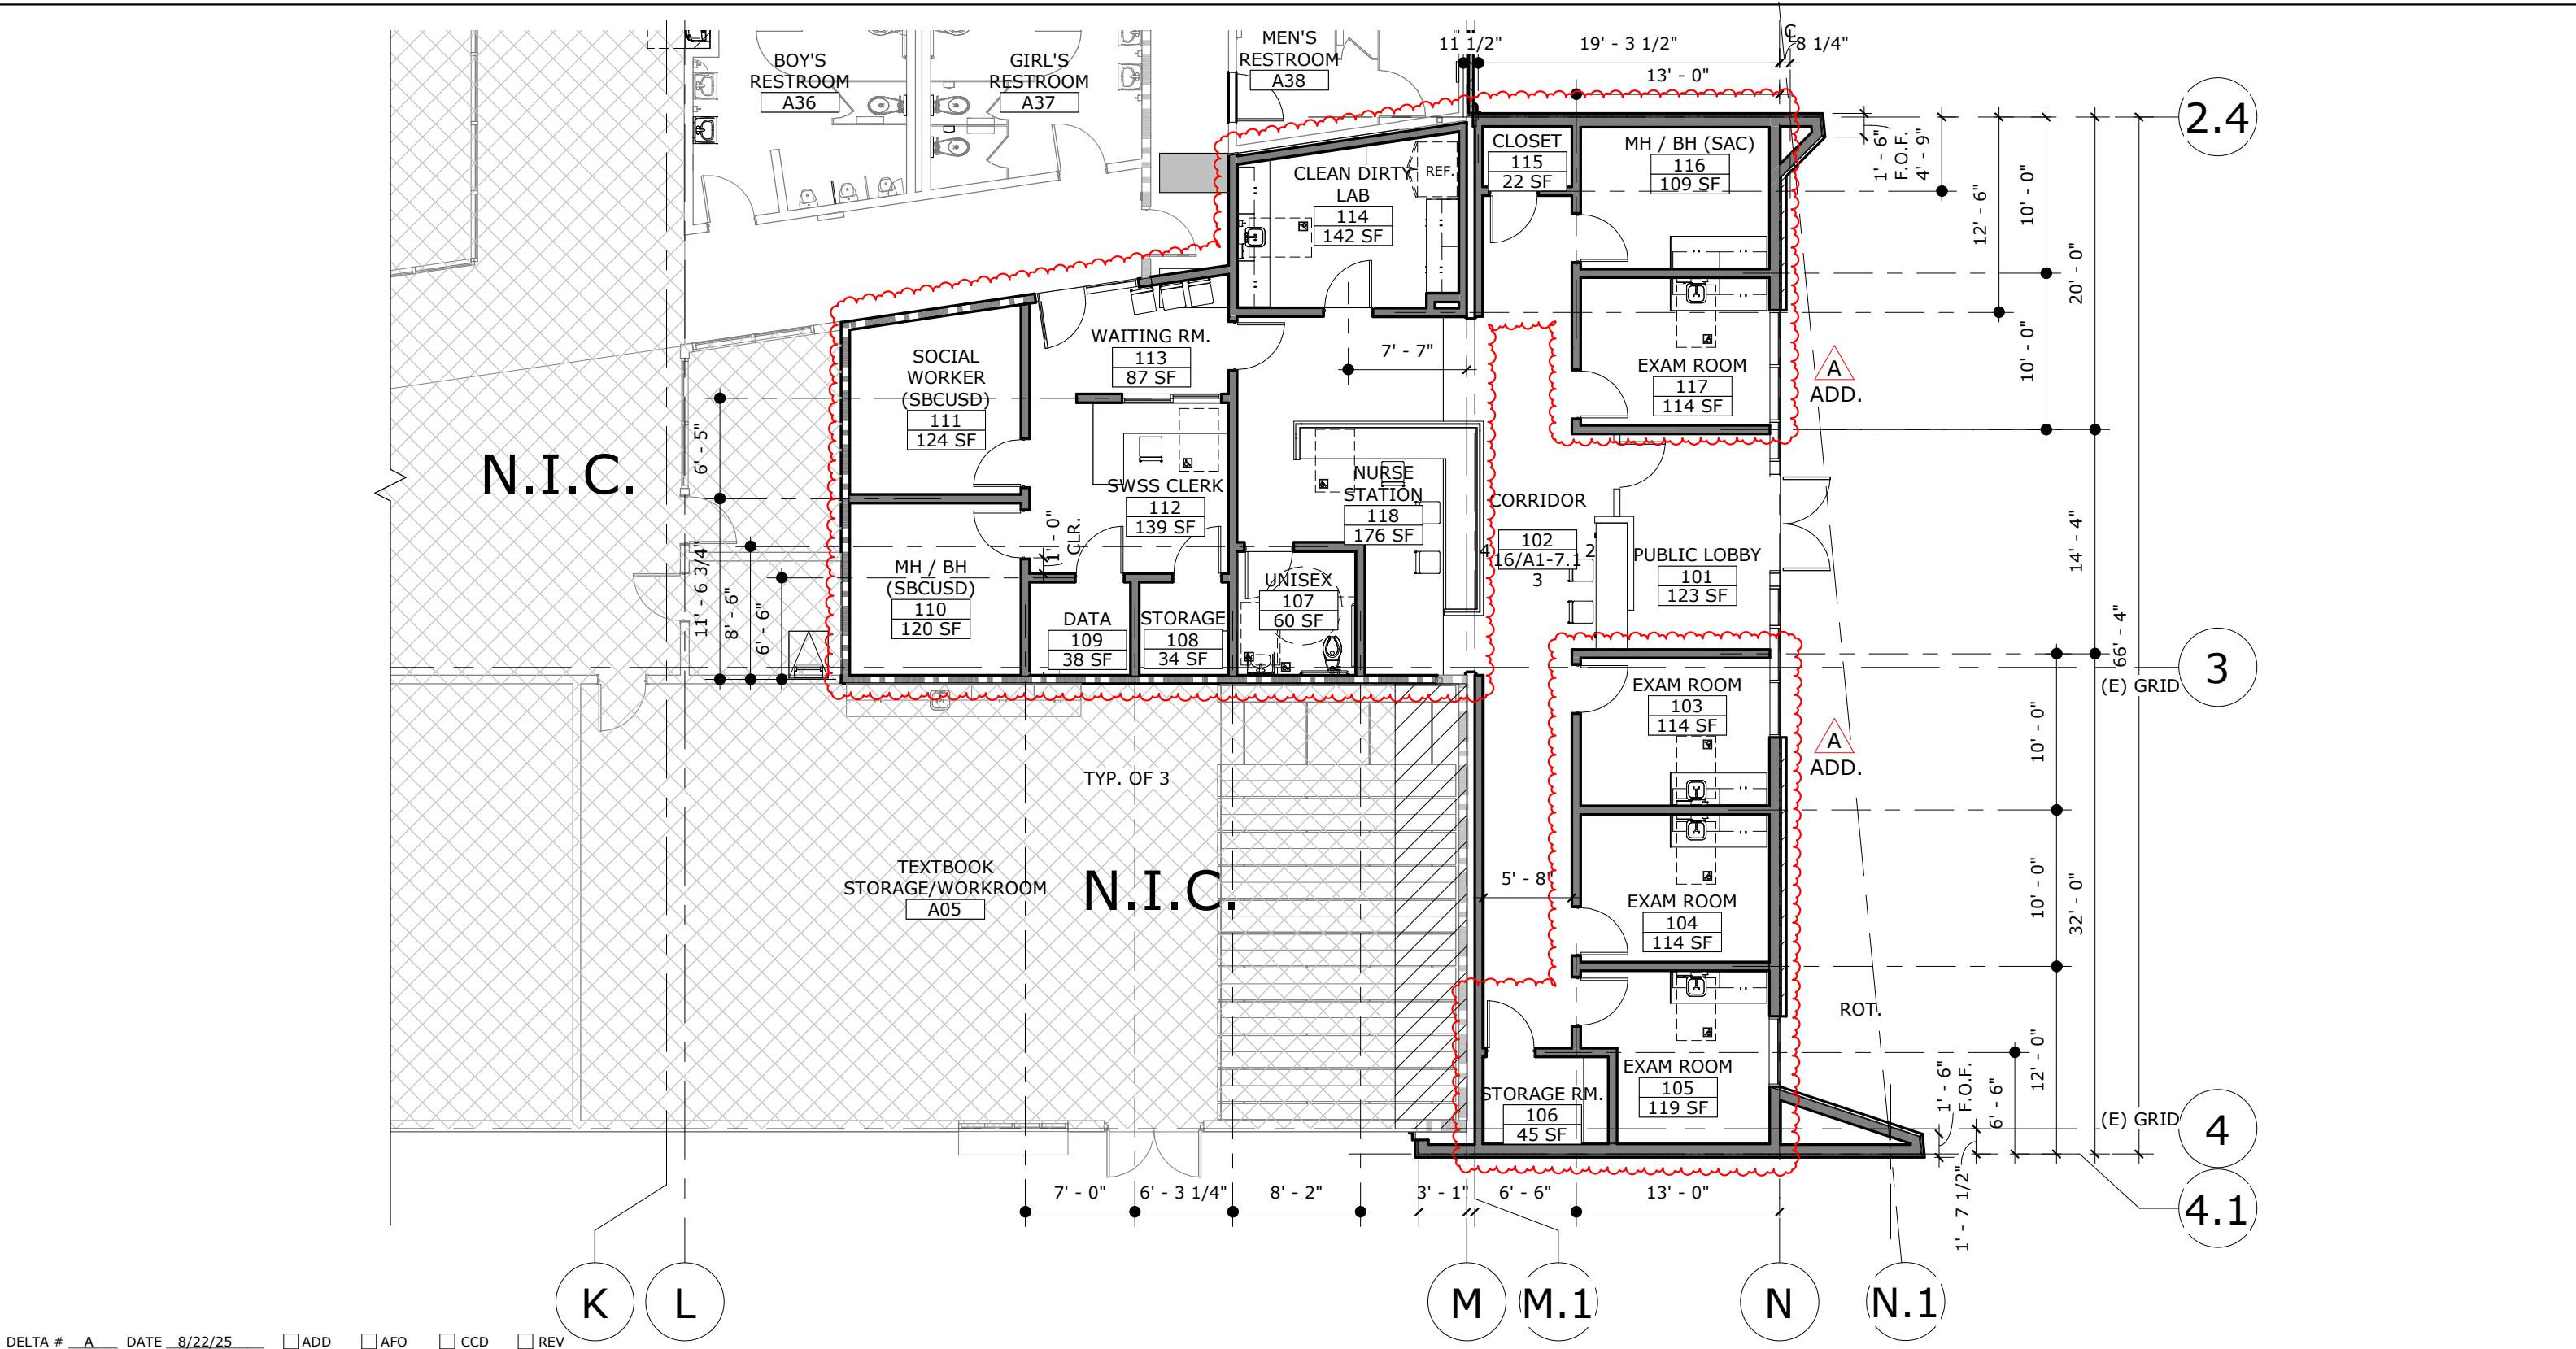 BOY'S
RESTROOM
A36
GIRL'S
RESTROOM
A37
MEN'S
RESTROOM
A38
11 1/2"
19' - 3 1/2"
℄
8 1/4"
13' - 0"
2.4
CLOSET
115
22 SF
MH / BH (SAC)
116
109 SF
1' - 6"
F.O.F.
4' - 9"
12' - 6"
10' - 0"
20' - 0"
CLEAN DIRTY
LAB
114
142 SF
REF.
WAITING RM.
113
87 SF
7' - 7"
SOCIAL
WORKER
(SBCUSD)
111
124 SF
EXAM ROOM
117
114 SF
A
ADD.
10' - 0"
6' - 5"
N.I.C.
SWSS CLERK
112
139 SF
NURSE
STATION
118
176 SF
CORRIDOR
102
16/A1-7.1
4
2
3
PUBLIC LOBBY
101
123 SF
14' - 4"
1' - 0"
CLR.
11' - 6 3/4"
8' - 6"
6' - 6"
MH / BH
(SBCUSD)
110
120 SF
DATA
109
38 SF
STORAGE
108
34 SF
UNISEX
107
60 SF
66' - 4"
3
(E) GRID
EXAM ROOM
103
114 SF
A
ADD.
10' - 0"
TYP. OF 3
TEXTBOOK
STORAGE/WORKROOM
A05
N.I.C.
5' - 8"
EXAM ROOM
104
114 SF
10' - 0"
32' - 0"
ROT.
EXAM ROOM
105
119 SF
STORAGE RM.
106
45 SF
1' - 6"
F.O.F.
6' - 6"
12' - 0"
(E) GRID
4
4.1
1' - 7 1/2"
7' - 0"
6' - 3 1/4"
8' - 2"
3' - 1"
6' - 6"
13' - 0"
K
L
M
M.1
N
N.1
DELTA # A DATE 8/22/25 ADD AFO CCD REV